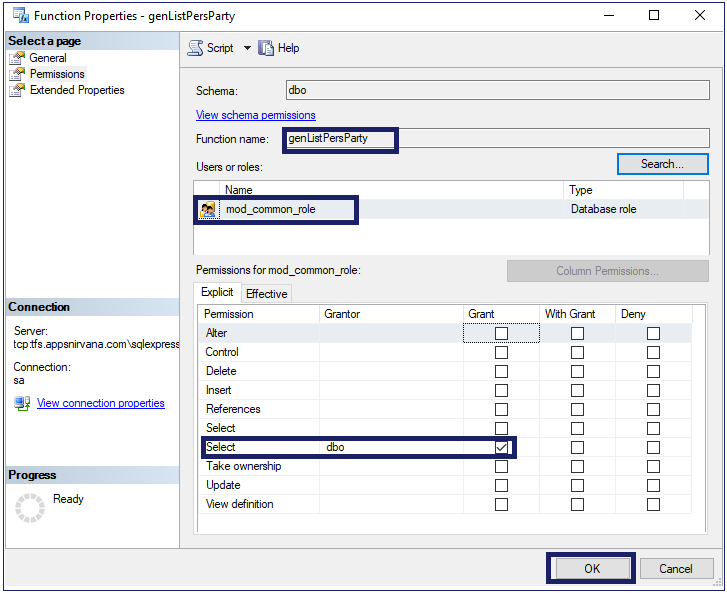 Function Properties - genListPersParty
Select a page
General
Permissions
Extended Properties
Script
Help
Schema:
dbo
View schema permissions
Function name:
genListPersParty
Users or roles:
Search...
Name Type
mod_common_role Database role
Permissions for mod_common_role:
Column Permissions...
Explicit Effective
Permission Grantor Grant With Grant Deny
Alter
Control
Delete
Insert
References
Select
Select dbo
Take ownership
Update
View definition
Connection
Server:
tcp:tfs.appsnirvana.com\sqlexpress
Connection:
sa
View connection properties
Progress
Ready
OK Cancel